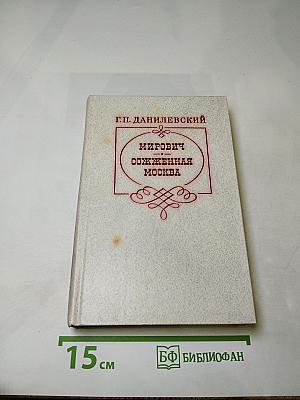 Г.П. ДАНИЛЕВСКИЙ
МИРОВИЧ
СОЖЖЕННАЯ
МОСКВА
15 см
БФ БИБЛИОФАН